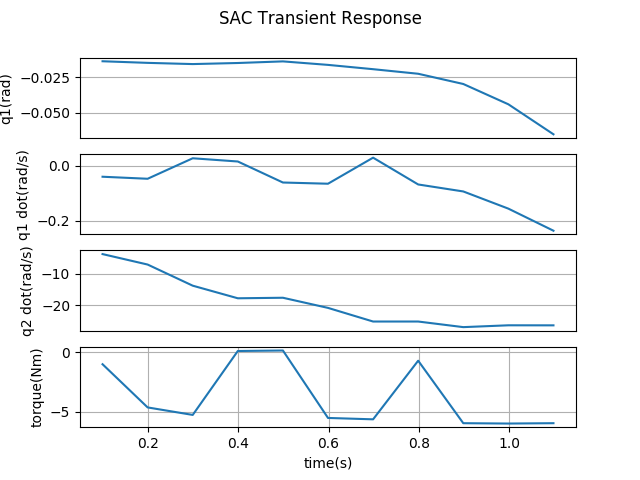 SAC Transient Response
q1(rad)
−0.025
−0.050
q1 dot(rad/s)
0.0
−0.2
q2 dot(rad/s)
−10
−20
torque(Nm)
0
−5
0.2 0.4 0.6 0.8 1.0
time(s)